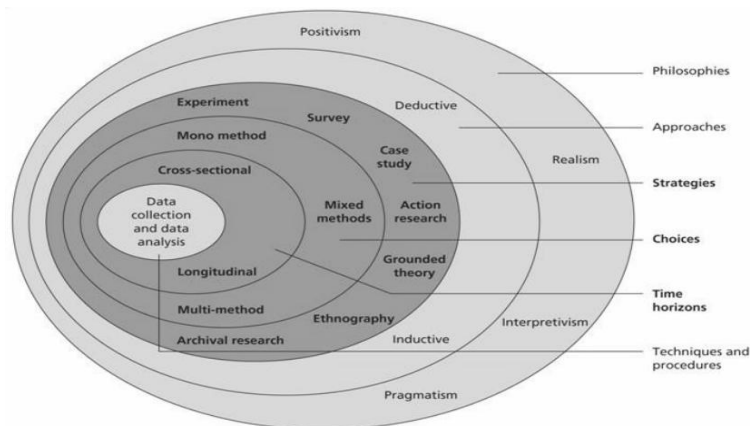 Positivism
Philosophies
Experiment
Deductive
Survey
Approaches
Mono method
Case
study
Realism
Cross-sectional
Strategies
Data
collection
and data
analysis
Mixed
methods
Action
research
Choices
Grounded
theory
Longitudinal
Time
horizons
Multi-method
Ethnography
Interpretivism
Archival research
Inductive
Techniques and
procedures
Pragmatism